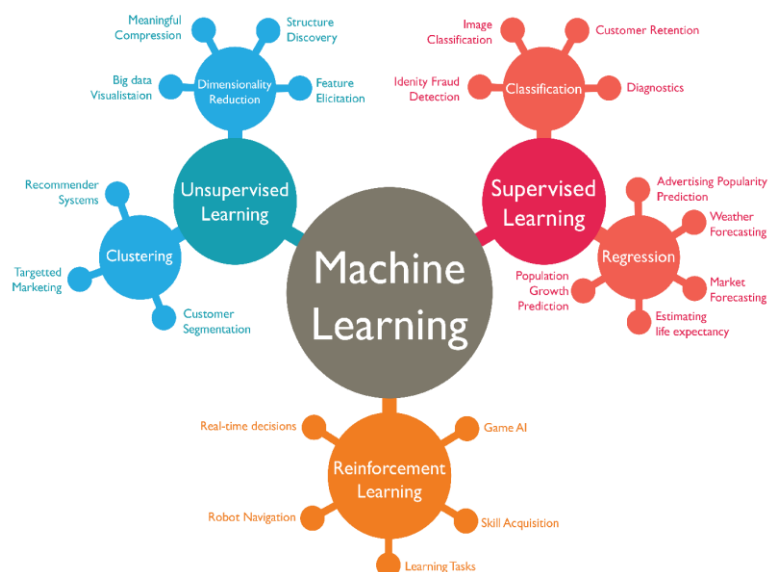 Meaningful
Compression
Structure
Discovery
Big data
Visualistaion
Dimensionality
Reduction
Feature
Elicitation
Image
Classification
Customer Retention
Idenity Fraud
Detection
Classification
Diagnostics
Unsupervised
Learning
Supervised
Learning
Recommender
Systems
Clustering
Targetted
Marketing
Customer
Segmentation
Machine
Learning
Advertising Popularity
Prediction
Weather
Forecasting
Regression
Population
Growth
Prediction
Market
Forecasting
Estimating
life expectancy
Real-time decisions
Game AI
Reinforcement
Learning
Robot Navigation
Skill Acquisition
Learning Tasks